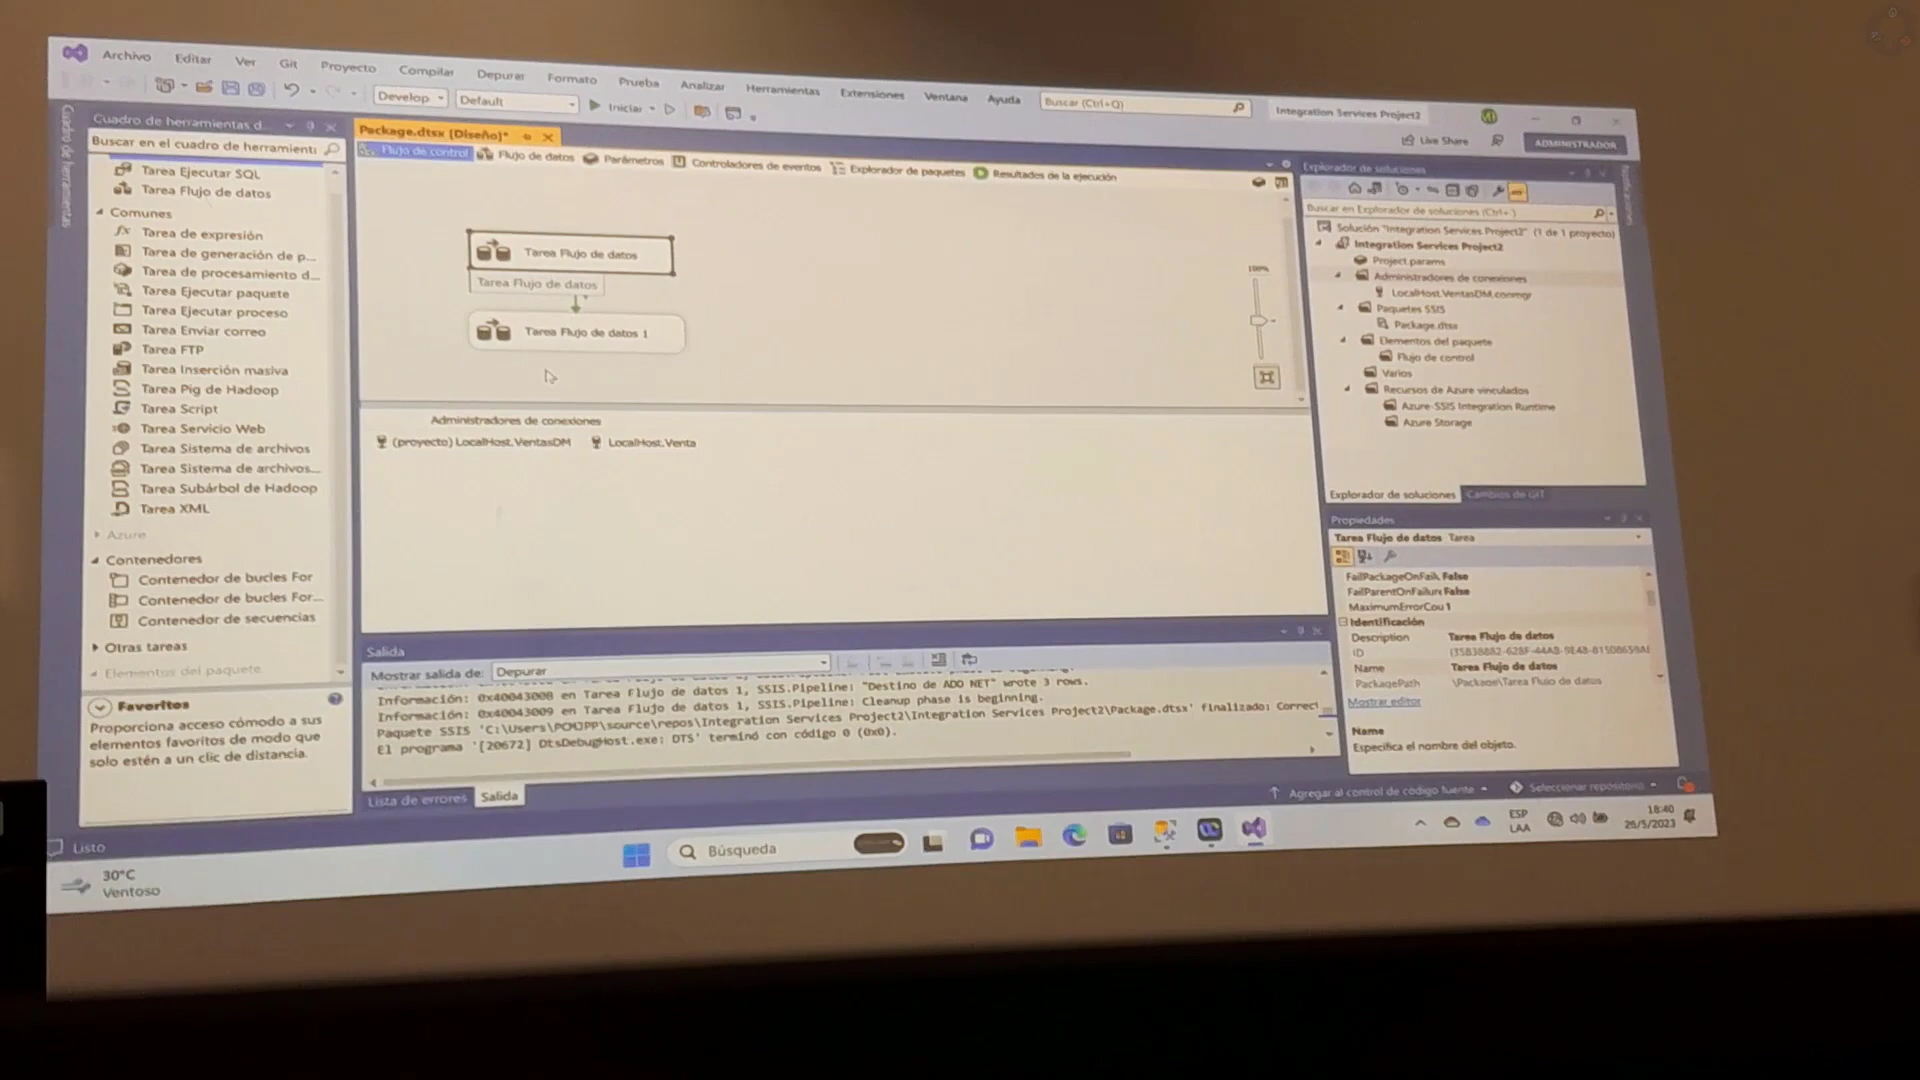 Archivo Editar Ver Git Proyecto Compilar Depurar Formato Prueba Analizar Herramientas Extensiones Ventana Ayuda Buscar (Ctrl+Q) Integration Services Project2
Develop Default Iniciar Live Share ADMINISTRADOR
Cuadro de herramientas
Cuadro de herramientas d...
Buscar en el cuadro de herramient
Tarea Ejecutar SQL
Tarea Flujo de datos
Comunes
Tarea de expresión
Tarea de generación de p...
Tarea de procesamiento d...
Tarea Ejecutar paquete
Tarea Ejecutar proceso
Tarea Enviar correo
Tarea FTP
Tarea Inserción masiva
Tarea Pig de Hadoop
Tarea Script
Tarea Servicio Web
Tarea Sistema de archivos
Tarea Sistema de archivos...
Tarea Subárbol de Hadoop
Tarea XML
Azure
Contenedores
Contenedor de bucles For
Contenedor de bucles For...
Contenedor de secuencias
Otras tareas
Elementos del paquete
Favoritos
Proporciona acceso cómodo a sus
elementos favoritos de modo que
solo estén a un clic de distancia.
Package.dtsx [Diseño]*
Flujo de control Flujo de datos Parámetros Controladores de eventos Explorador de paquetes Resultados de la ejecución
Tarea Flujo de datos
Tarea Flujo de datos
Tarea Flujo de datos 1
100%
Administradores de conexiones
(proyecto) LocalHost.VentasDM LocalHost.Venta
Salida
Mostrar salida de: Depurar
Información: 0x40043008 en Tarea Flujo de datos 1, SSIS.Pipeline: "Destino de ADO NET" wrote 3 rows.
Información: 0x40043009 en Tarea Flujo de datos 1, SSIS.Pipeline: Cleanup phase is beginning.
Paquete SSIS 'C:\Users\POUPP\source\repos\Integration Services Project2\Integration Services Project2\Package.dtsx' finalizado: Correct
El programa '[20672] DtsDebugHost.exe: DTS' terminó con código 0 (0x0).
Lista de errores Salida
Explorador de soluciones
Buscar en Explorador de soluciones (Ctrl+)
Solución "Integration Services Project2" (1 de 1 proyecto)
Integration Services Project2
Project.params
Administradores de conexiones
LocalHost.VentasDM.conmgr
Paquetes SSIS
Package.dtsx
Elementos del paquete
Flujo de control
Varios
Recursos de Azure vinculados
Azure-SSIS Integration Runtime
Azure Storage
Explorador de soluciones Cambios de GIT
Propiedades
Tarea Flujo de datos Tarea
FailPackageOnFailu False
FailParentOnFailure False
MaximumErrorCou 1
Identificación
Description Tarea Flujo de datos
ID
Name Tarea Flujo de datos
PackagePath \Package\Tarea Flujo de datos
Mostrar editor
Name
Especifica el nombre del objeto.
Agregar al control de código fuente Seleccionar repositorio
Listo
30°C
Ventoso
Búsqueda
ESP
LAA
18:40
26/5/2023